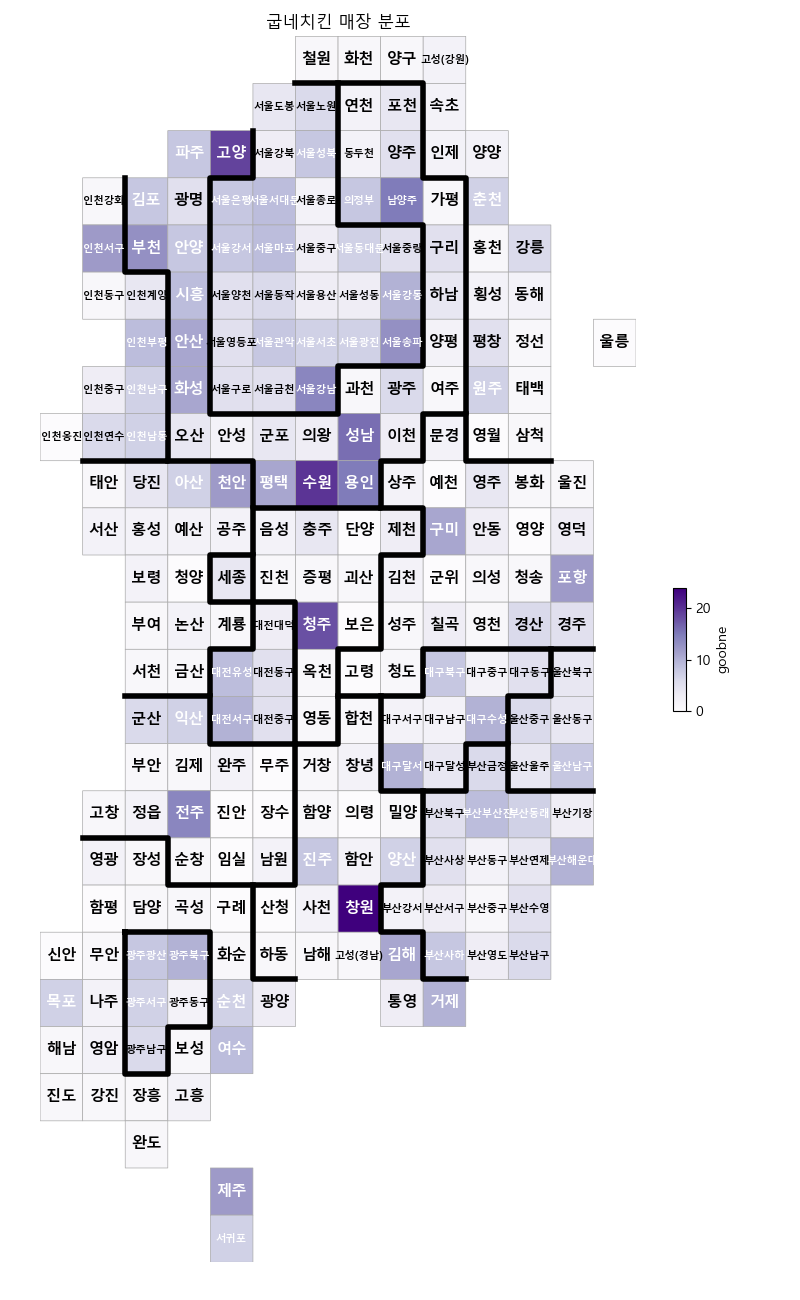 굽네치킨 매장 분포
철원 화천 양구 고성(강원)
서울도봉 서울노원 연천 포천 속초
파주 고양 서울강북 서울성북 동두천 양주 인제 양양
인천강화 김포 광명 서울은평 서울서대문 서울종로 의정부 남양주 가평 춘천
인천서구 부천 안양 서울강서 서울마포 서울중구 서울동대문 서울중랑 구리 홍천 강릉
인천동구 인천계양 시흥 서울양천 서울동작 서울용산 서울성동 서울강동 하남 횡성 동해
인천부평 안산 서울영등포 서울관악 서울서초 서울광진 서울송파 양평 평창 정선 울릉
인천중구 인천남구 화성 서울구로 서울금천 서울강남 과천 광주 여주 원주 태백
인천옹진 인천연수 인천남동 오산 안성 군포 의왕 성남 이천 문경 영월 삼척
태안 당진 아산 천안 평택 수원 용인 상주 예천 영주 봉화 울진
서산 홍성 예산 공주 음성 충주 단양 제천 구미 안동 영양 영덕
보령 청양 세종 진천 증평 괴산 김천 군위 의성 청송 포항
부여 논산 계룡 대전대덕 청주 보은 성주 칠곡 영천 경산 경주
서천 금산 대전유성 대전동구 옥천 고령 청도 대구북구 대구중구 대구동구 울산북구
군산 익산 대전서구 대전중구 영동 합천 대구서구 대구남구 대구수성 울산중구 울산동구
부안 김제 완주 무주 거창 창녕 대구달서 대구달성 부산금정 울산울주 울산남구
고창 정읍 전주 진안 장수 함양 의령 밀양 부산북구 부산부산진 부산동래 부산기장
영광 장성 순창 임실 남원 진주 함안 양산 부산사상 부산동구 부산연제 부산해운대
함평 담양 곡성 구례 산청 사천 창원 부산강서 부산서구 부산중구 부산수영
신안 무안 광주광산 광주북구 화순 하동 남해 고성(경남) 김해 부산사하 부산영도 부산남구
목포 나주 광주서구 광주동구 순천 광양 통영 거제
해남 영암 광주남구 보성 여수
진도 강진 장흥 고흥
완도
제주
서귀포
20
10
0
goobne